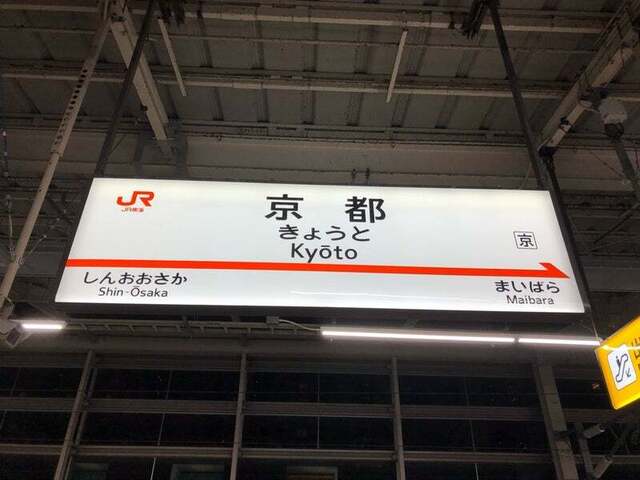 JR
JR東海
京都
きょうと
Kyōto
京
しんおおさか
Shin-Ōsaka
まいばら
Maibara